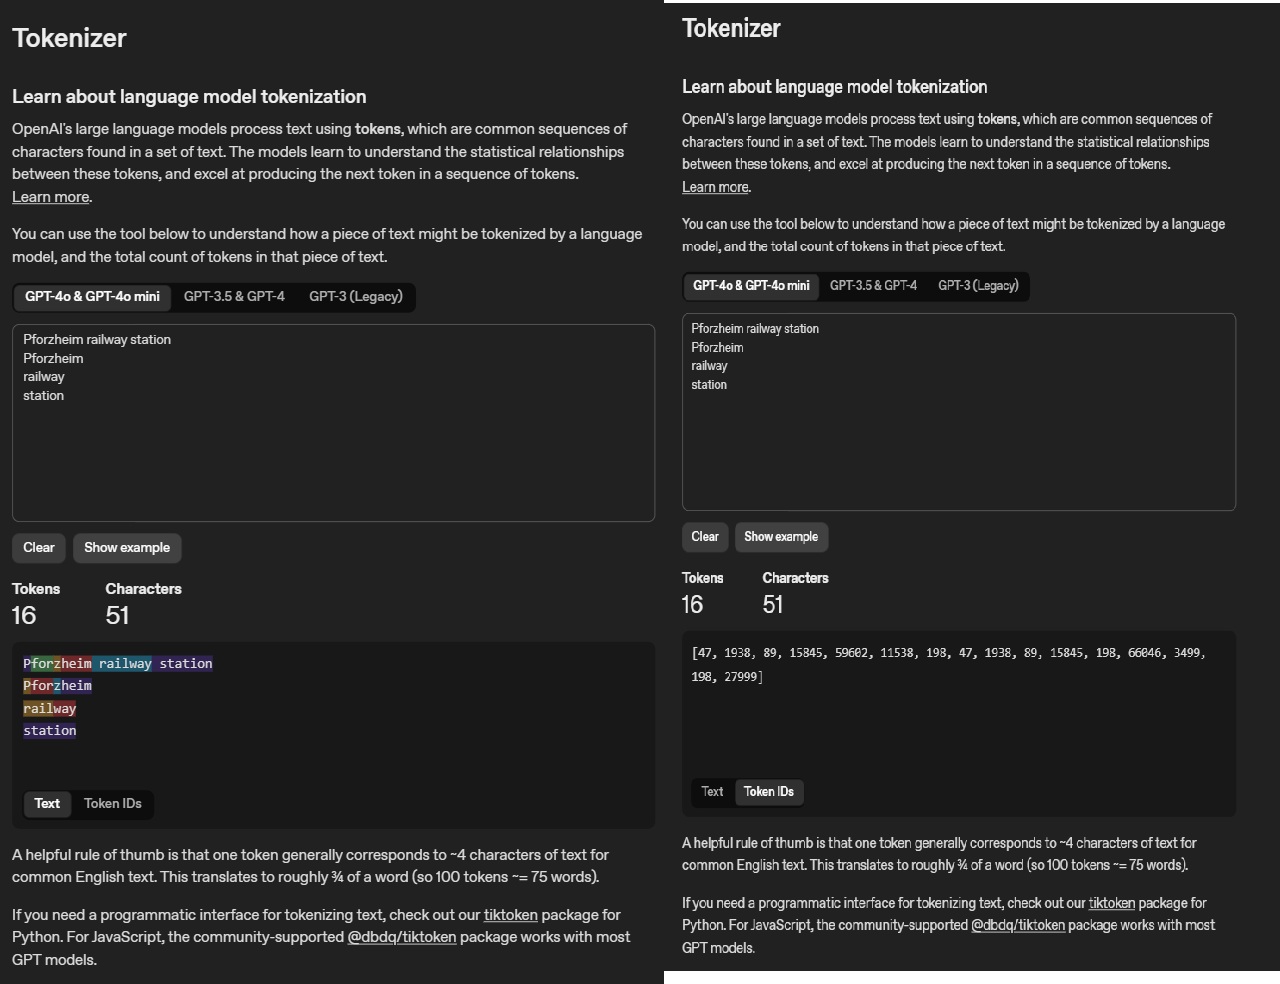 Tokenizer
Learn about language model tokenization
OpenAI's large language models process text using tokens, which are common sequences of
characters found in a set of text. The models learn to understand the statistical relationships
between these tokens, and excel at producing the next token in a sequence of tokens.
Learn more.
You can use the tool below to understand how a piece of text might be tokenized by a language
model, and the total count of tokens in that piece of text.
GPT-4o & GPT-4o mini GPT-3.5 & GPT-4 GPT-3 (Legacy)
Pforzheim railway station
Pforzheim
railway
station
Clear Show example
Tokens Characters
16 51
Pforzheim railway station
Pforzheim
railway
station
Text Token IDs
A helpful rule of thumb is that one token generally corresponds to ~4 characters of text for
common English text. This translates to roughly ¾ of a word (so 100 tokens ~= 75 words).
If you need a programmatic interface for tokenizing text, check out our tiktoken package for
Python. For JavaScript, the community-supported @dbdq/tiktoken package works with most
GPT models.
Tokenizer
Learn about language model tokenization
OpenAI's large language models process text using tokens, which are common sequences of
characters found in a set of text. The models learn to understand the statistical relationships
between these tokens, and excel at producing the next token in a sequence of tokens.
Learn more.
You can use the tool below to understand how a piece of text might be tokenized by a language
model, and the total count of tokens in that piece of text.
GPT-4o & GPT-4o mini GPT-3.5 & GPT-4 GPT-3 (Legacy)
Pforzheim railway station
Pforzheim
railway
station
Clear Show example
Tokens Characters
16 51
[47, 1938, 89, 15845, 59602, 11538, 198, 47, 1938, 89, 15845, 198, 66046, 3499,
198, 27999]
Text Token IDs
A helpful rule of thumb is that one token generally corresponds to ~4 characters of text for
common English text. This translates to roughly ¾ of a word (so 100 tokens ~= 75 words).
If you need a programmatic interface for tokenizing text, check out our tiktoken package for
Python. For JavaScript, the community-supported @dbdq/tiktoken package works with most
GPT models.